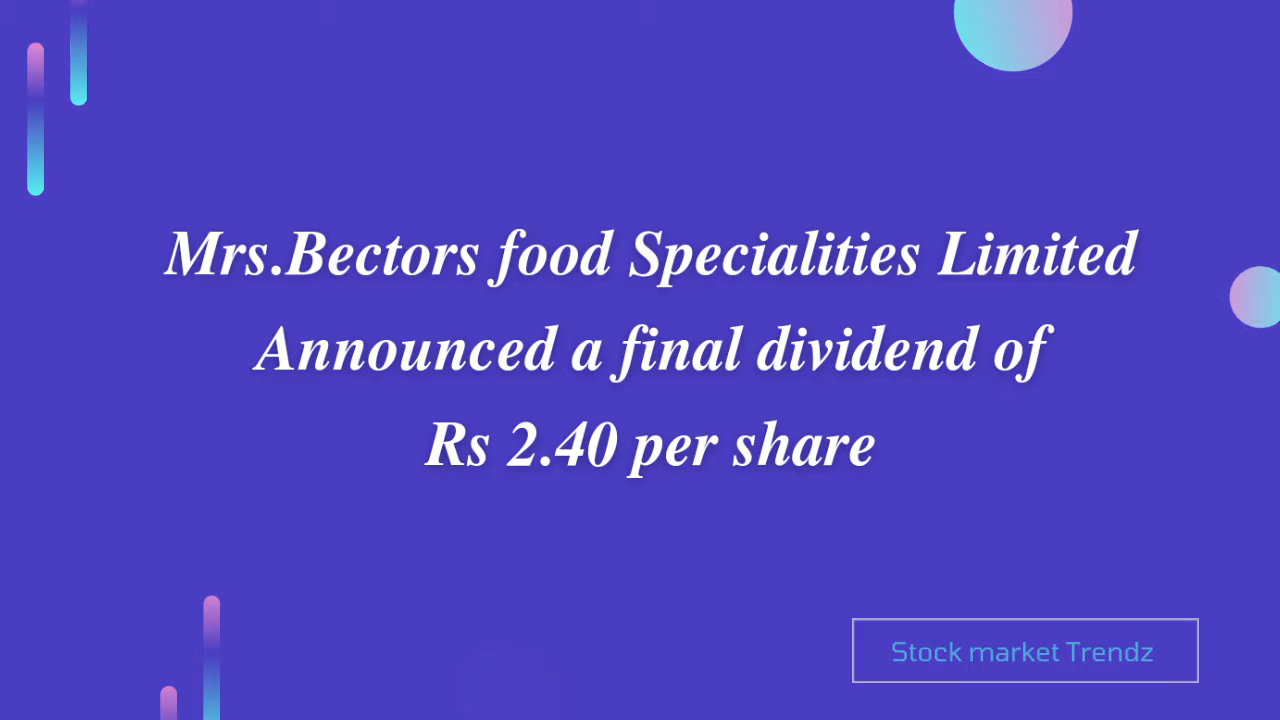 Mrs.Bectors food Specialities Limited
Announced a final dividend of
Rs 2.40 per share
Stock market Trendz